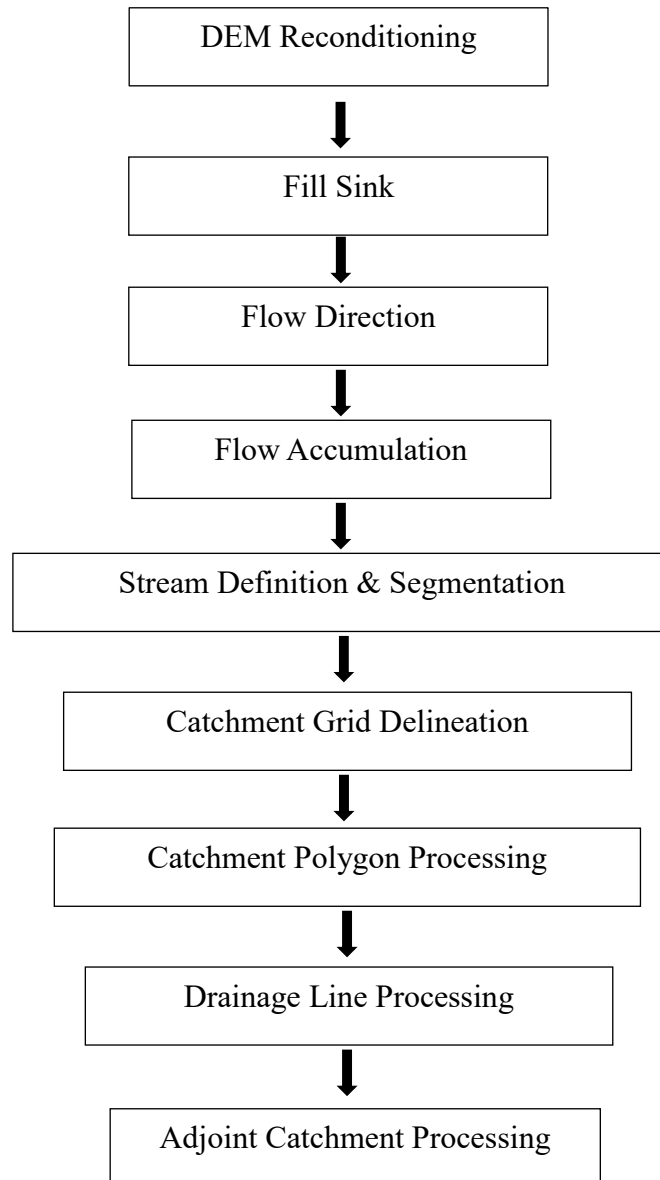 DEM Reconditioning
Fill Sink
Flow Direction
Flow Accumulation
Stream Definition & Segmentation
Catchment Grid Delineation
Catchment Polygon Processing
Drainage Line Processing
Adjoint Catchment Processing